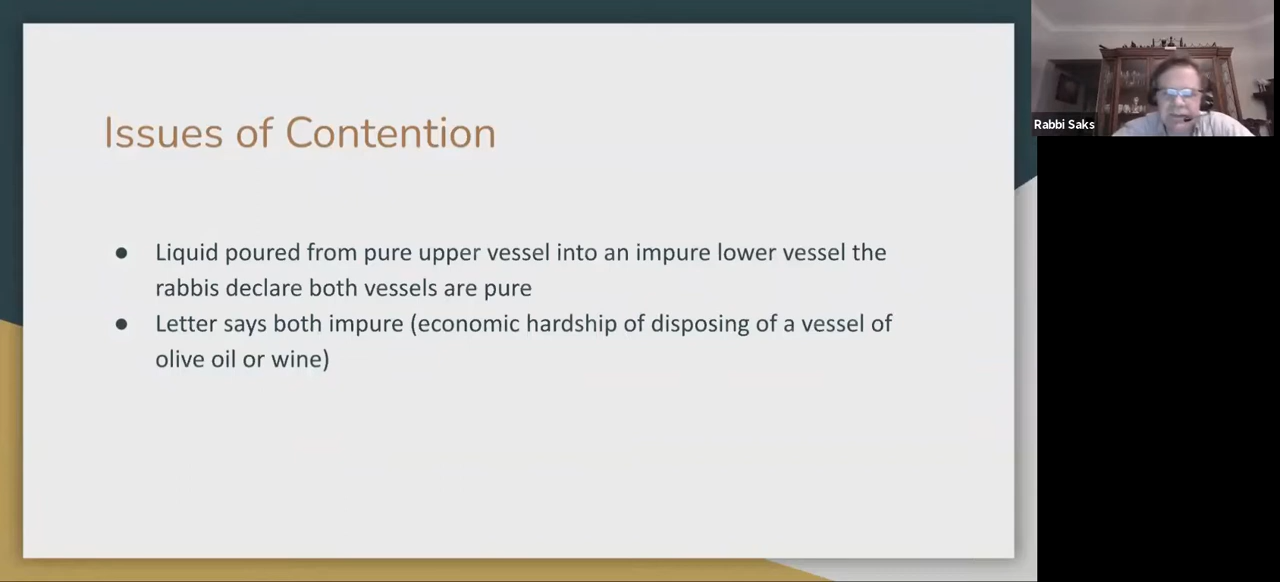 Issues of Contention
● Liquid poured from pure upper vessel into an impure lower vessel the
rabbis declare both vessels are pure
● Letter says both impure (economic hardship of disposing of a vessel of
olive oil or wine)
Rabbi Saks